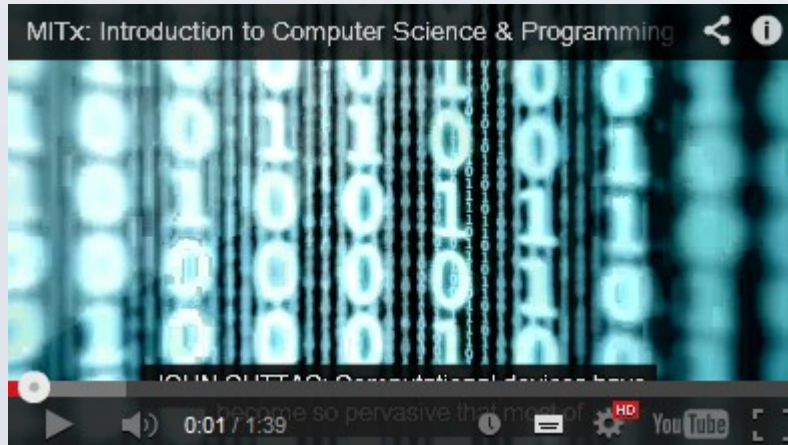 MITx: Introduction to Computer Science & Programming
JOHN GUTTAG: Computational devices have
become so pervasive that most of
0:01 / 1:39
HD
YouTube